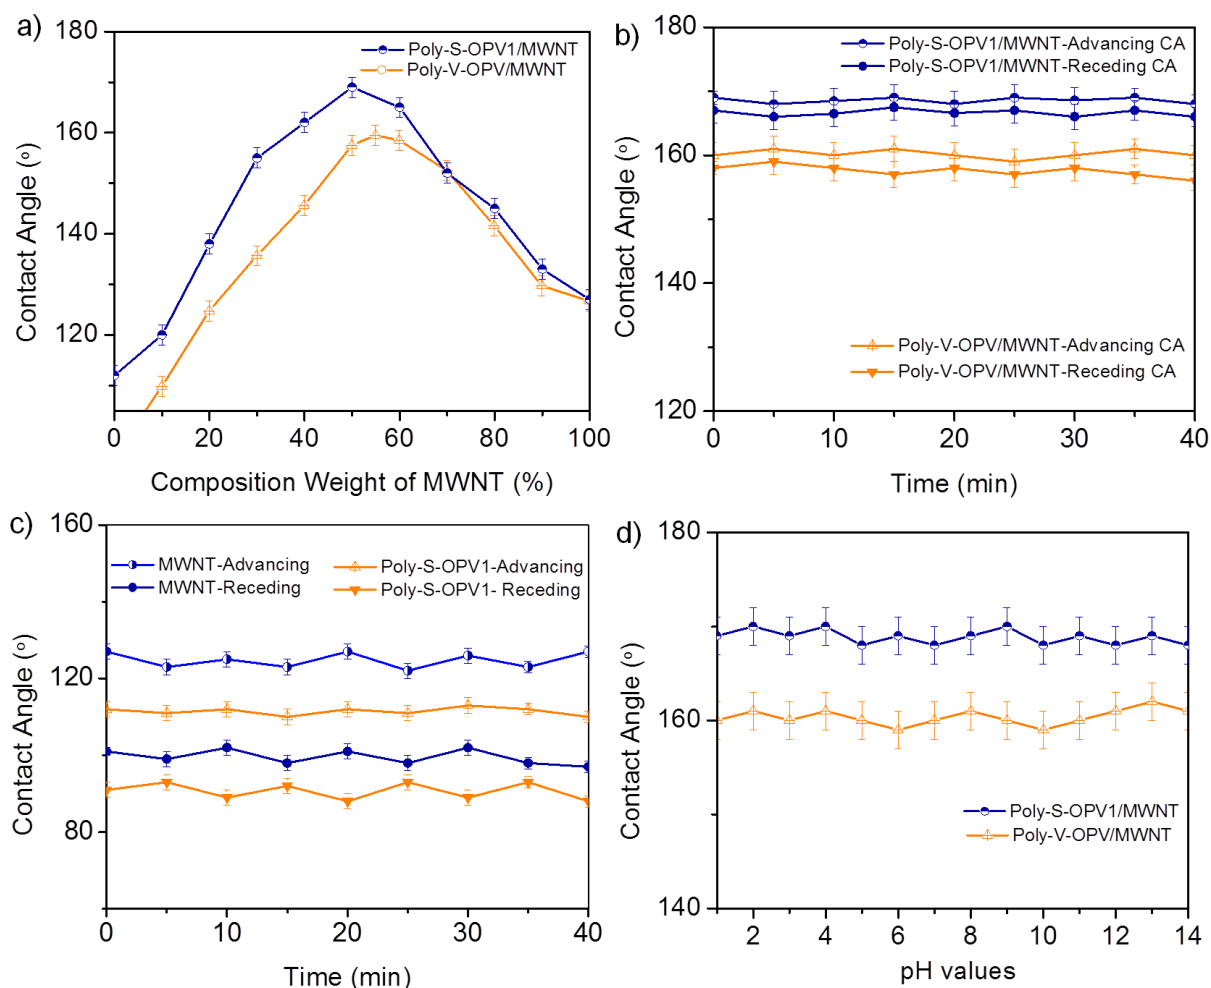 a)
180
160
140
120
Contact Angle (o)
Poly-S-OPV1/MWNT
Poly-V-OPV/MWNT
0 20 40 60 80 100
Composition Weight of MWNT (%)
b)
180
160
140
120
Contact Angle (o)
Poly-S-OPV1/MWNT-Advancing CA
Poly-S-OPV1/MWNT-Receding CA
Poly-V-OPV/MWNT-Advancing CA
Poly-V-OPV/MWNT-Receding CA
0 10 20 30 40
Time (min)
c)
160
120
80
Contact Angle (o)
MWNT-Advancing
MWNT-Receding
Poly-S-OPV1-Advancing
Poly-S-OPV1- Receding
0 10 20 30 40
Time (min)
d)
180
160
140
Contact Angle (o)
Poly-S-OPV1/MWNT
Poly-V-OPV/MWNT
2 4 6 8 10 12 14
pH values